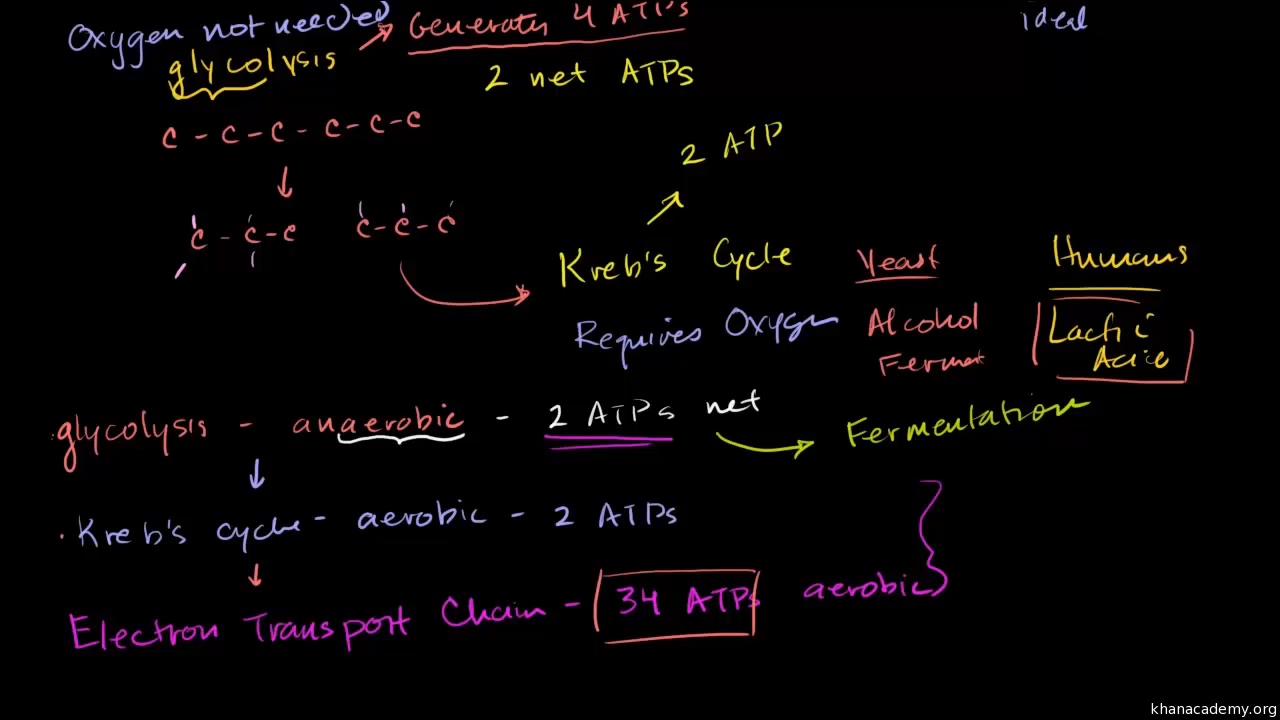 Oxygen not needed
Generates 4 ATPs
ideal
glycolysis
2 net ATPs
C - C - C - C - C - C
2 ATP
C - C - C
C - C - C
Kreb's Cycle
Yeast
Humans
Requires Oxygen
Alcohol
Ferment
Lactic
Acid
glycolysis - anaerobic - 2 ATPs net
Fermentation
Kreb's cycle - aerobic - 2 ATPs
Electron Transport Chain - 34 ATPs aerobic
khanacademy.org